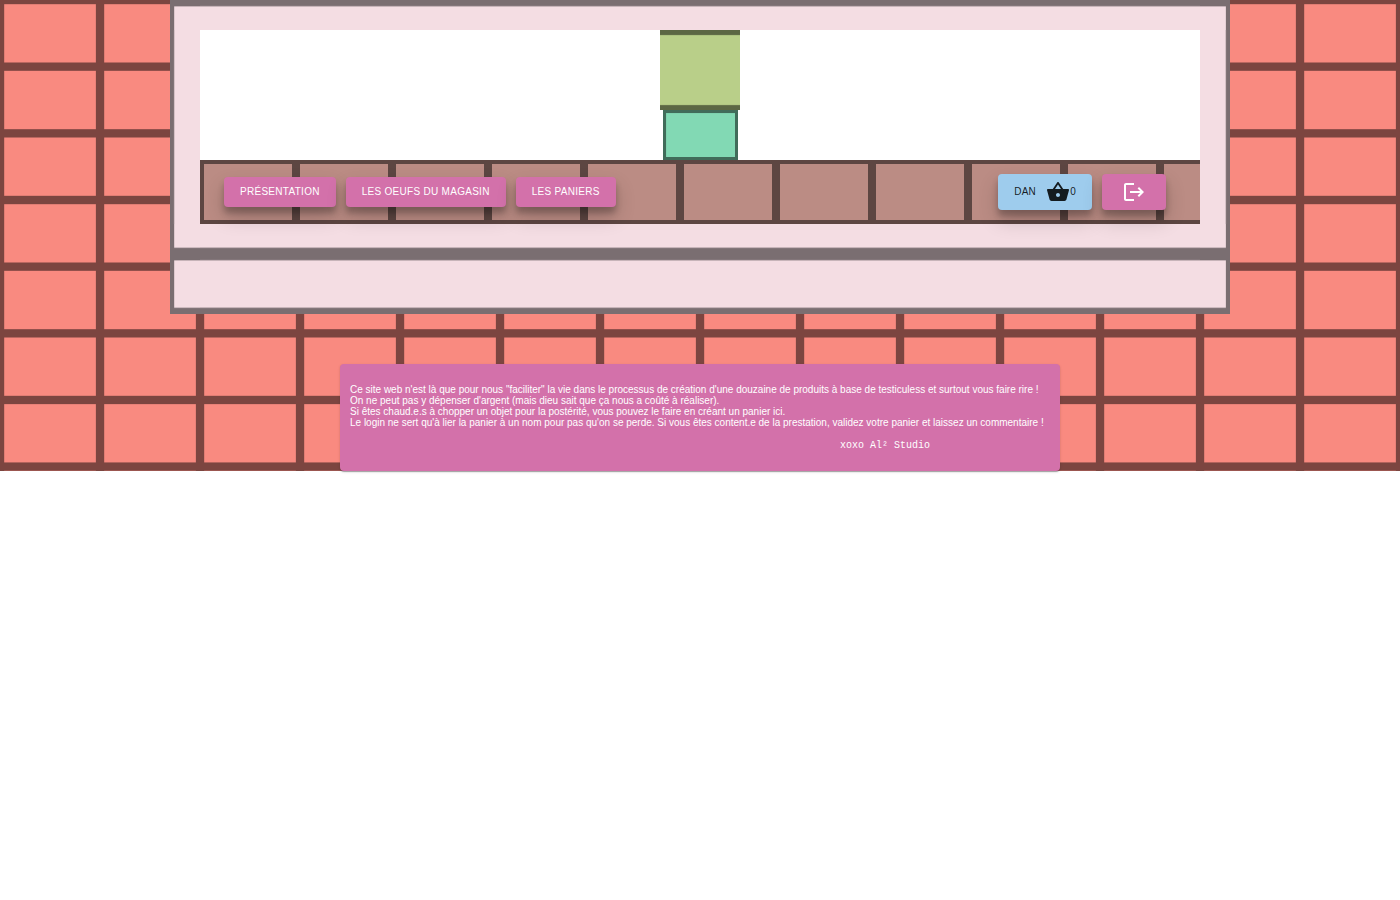 PRÉSENTATION LES OEUFS DU MAGASIN LES PANIERS DAN 0
Ce site web n'est là que pour nous "faciliter" la vie dans le processus de création d'une douzaine de produits à base de testiculess et surtout vous faire rire !
On ne peut pas y dépenser d'argent (mais dieu sait que ça nous a coûté à réaliser).
Si êtes chaud.e.s à chopper un objet pour la postérité, vous pouvez le faire en créant un panier ici.
Le login ne sert qu'à lier la panier à un nom pour pas qu'on se perde. Si vous êtes content.e de la prestation, validez votre panier et laissez un commentaire !
xoxo Al² Studio